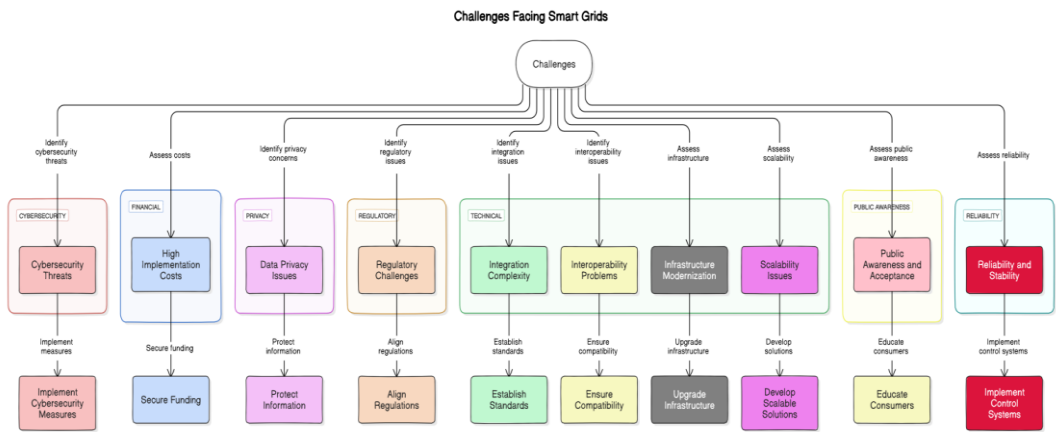 Challenges Facing Smart Grids
Challenges
Identify
cybersecurity
threats
Assess costs
Identify privacy
concerns
Identify
regulatory
issues
Identify
integration
issues
Identify
interoperability
issues
Assess
infrastructure
Assess
scalability
Assess public
awareness
Assess reliability
CYBERSECURITY
FINANCIAL
PRIVACY
REGULATORY
TECHNICAL
PUBLIC AWARENESS
RELIABILITY
Cybersecurity
Threats
High
Implementation
Costs
Data Privacy
Issues
Regulatory
Challenges
Integration
Complexity
Interoperability
Problems
Infrastructure
Modernization
Scalability
Issues
Public
Awareness and
Acceptance
Reliability and
Stability
Implement
measures
Secure funding
Protect
information
Align
regulations
Establish
standards
Ensure
compatibility
Upgrade
infrastructure
Develop
solutions
Educate
consumers
Implement
control systems
Implement
Cybersecurity
Measures
Secure Funding
Protect
Information
Align
Regulations
Establish
Standards
Ensure
Compatibility
Upgrade
Infrastructure
Develop
Scalable
Solutions
Educate
Consumers
Implement
Control
Systems